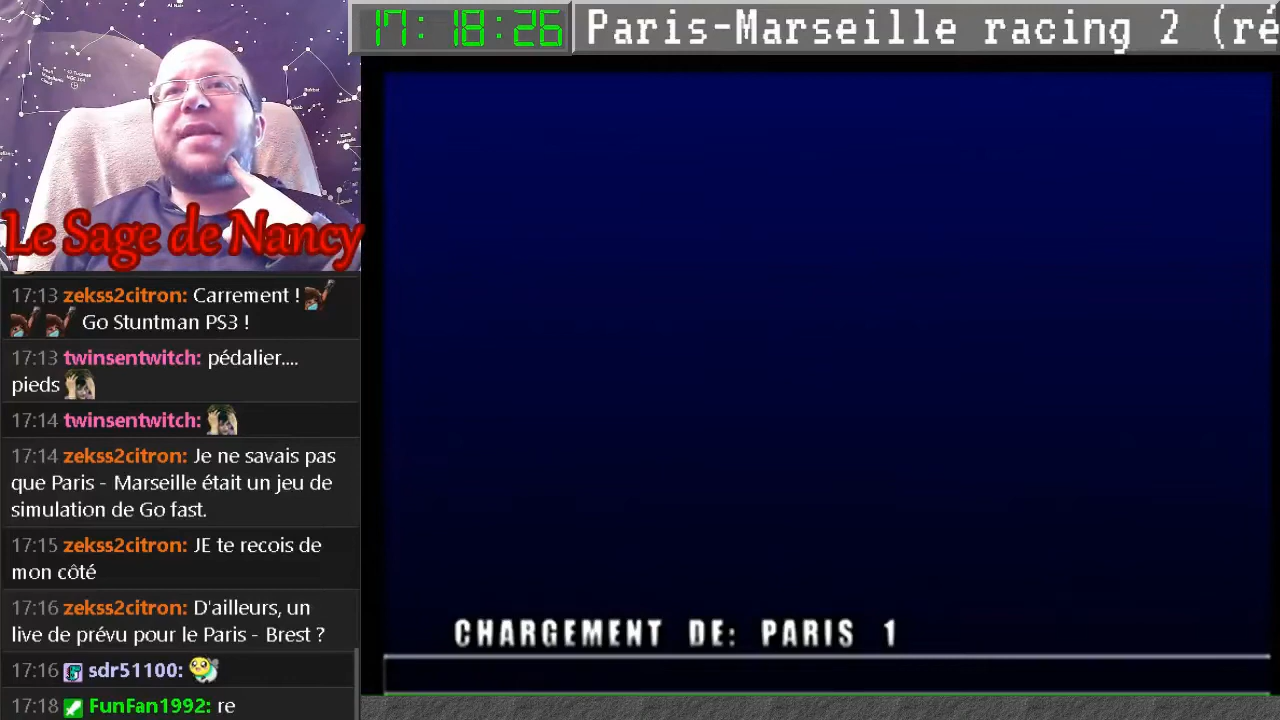 17:18:26
Paris-Marseille racing 2 (ré
Le Sage de Nancy
17:13 zekss2citron: Carrement !
Go Stuntman PS3 !
17:13 twinsentwitch: pédalier....
pieds
17:14 twinsentwitch:
17:14 zekss2citron: Je ne savais pas
que Paris - Marseille était un jeu de
simulation de Go fast.
17:15 zekss2citron: JE te recois de
mon côté
17:16 zekss2citron: D'ailleurs, un
live de prévu pour le Paris - Brest ?
17:16 sdr51100:
17:18 FunFan1992: re
CHARGEMENT DE: PARIS 1